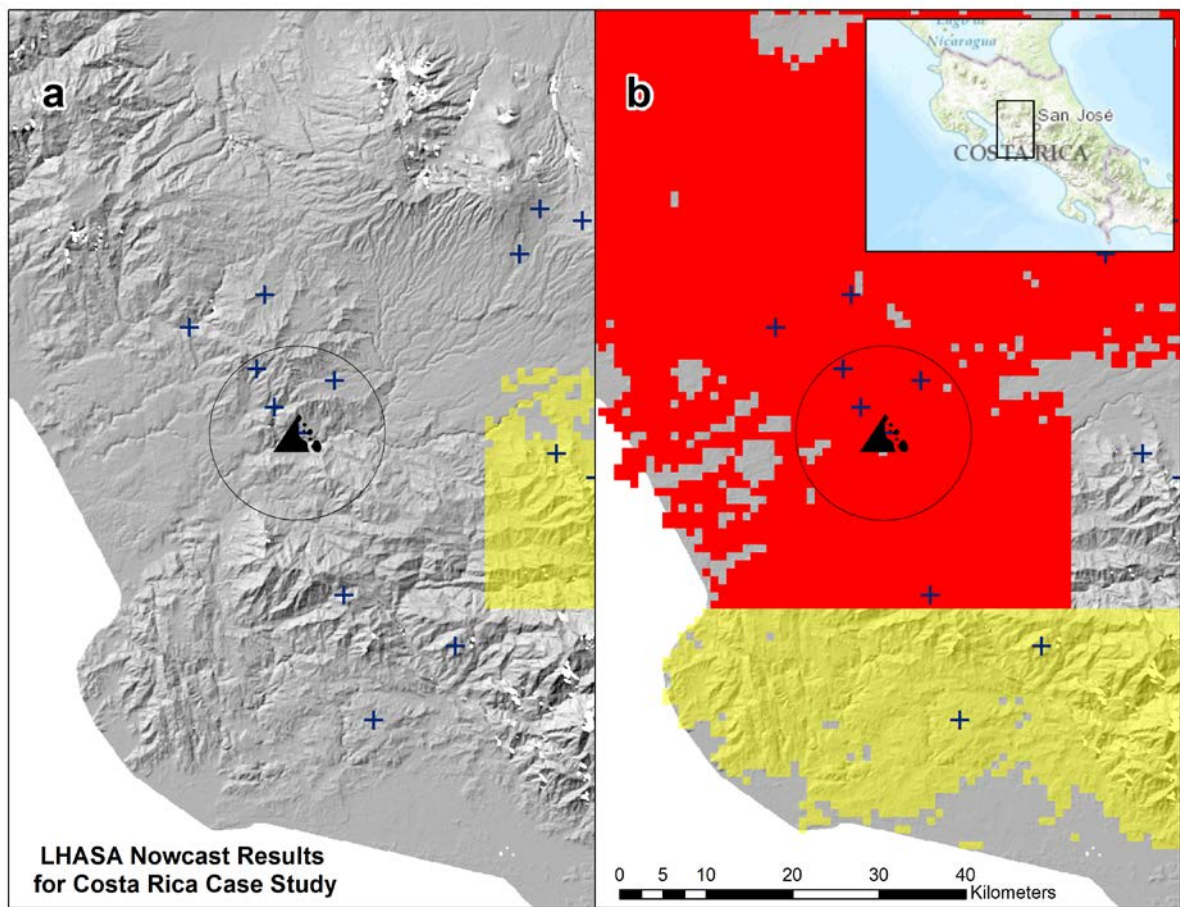 a
b
Lago de
Nicaragua
San José
COSTA RICA
LHASA Nowcast Results
for Costa Rica Case Study
0 5 10 20 30 40
Kilometers